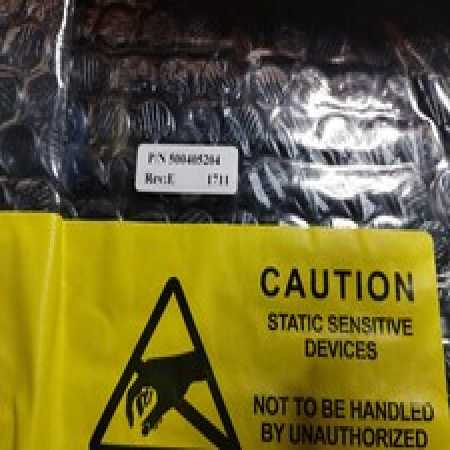 P/N 500405204
Rev:E 1711
CAUTION
STATIC SENSITIVE
DEVICES
NOT TO BE HANDLED
BY UNAUTHORIZED